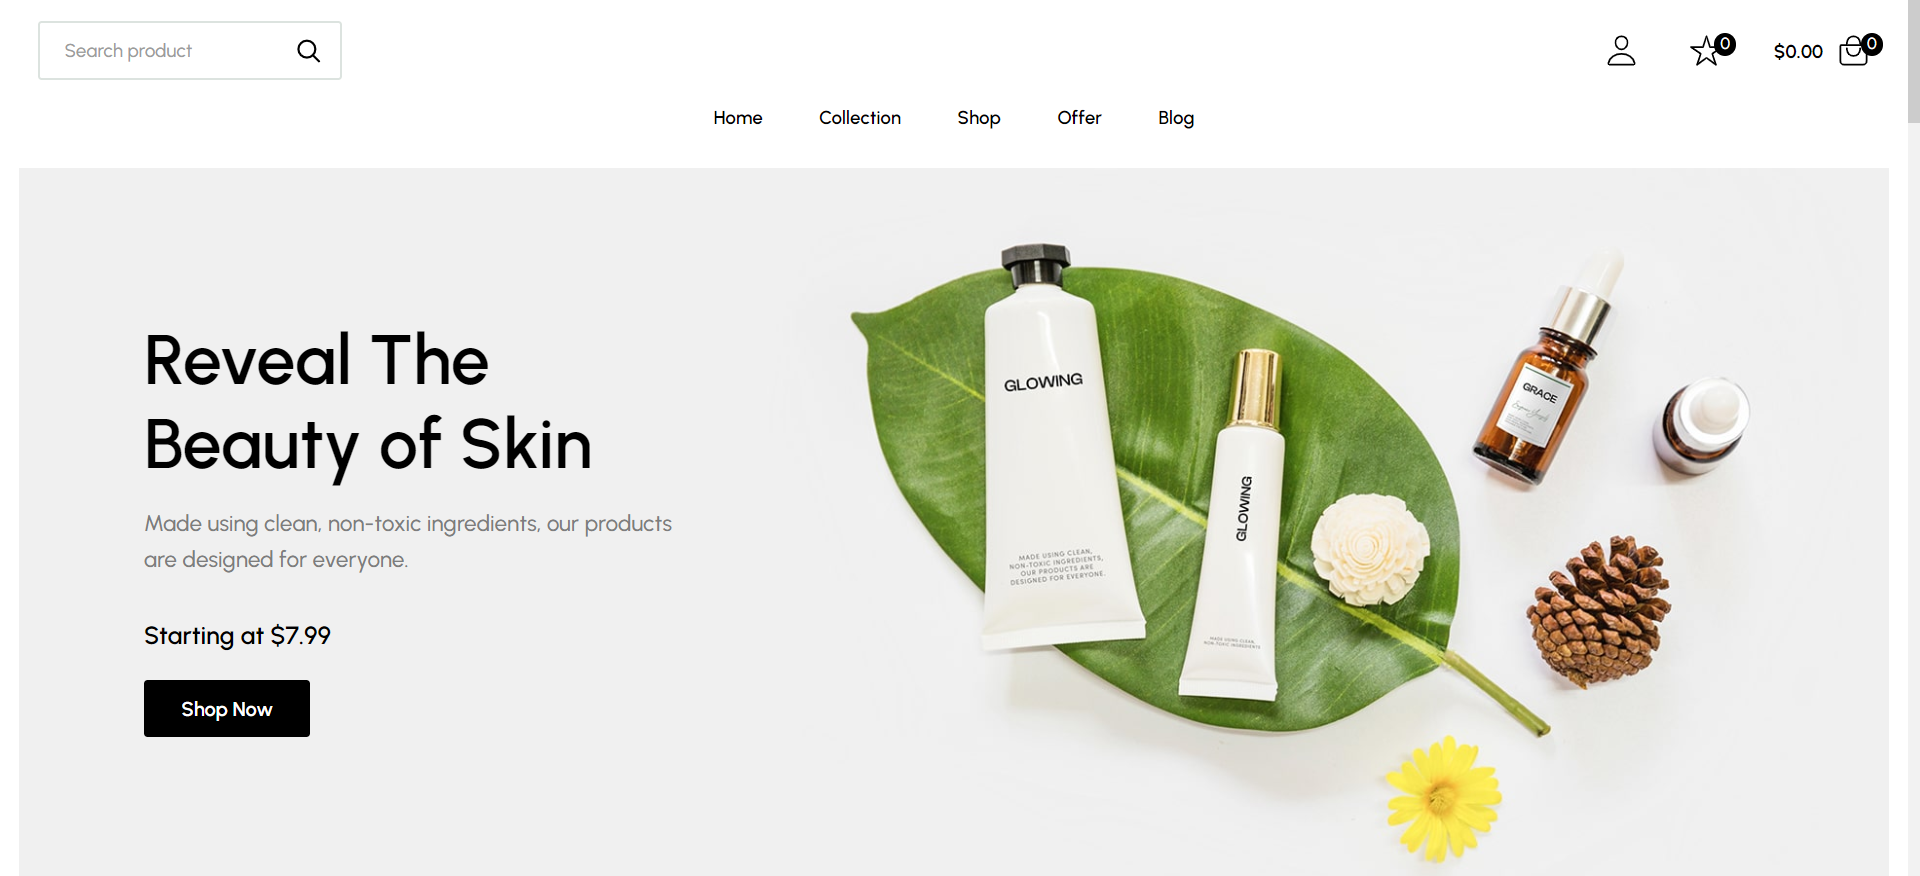 Search product
0
$0.00
0
Home
Collection
Shop
Offer
Blog
Reveal The
Beauty of Skin
Made using clean, non-toxic ingredients, our products
are designed for everyone.
Starting at $7.99
Shop Now
GLOWING
MADE USING CLEAN,
NON-TOXIC INGREDIENTS,
OUR PRODUCTS ARE
DESIGNED FOR EVERYONE.
GLOWING
MADE USING CLEAN,
NON-TOXIC INGREDIENTS
GRACE